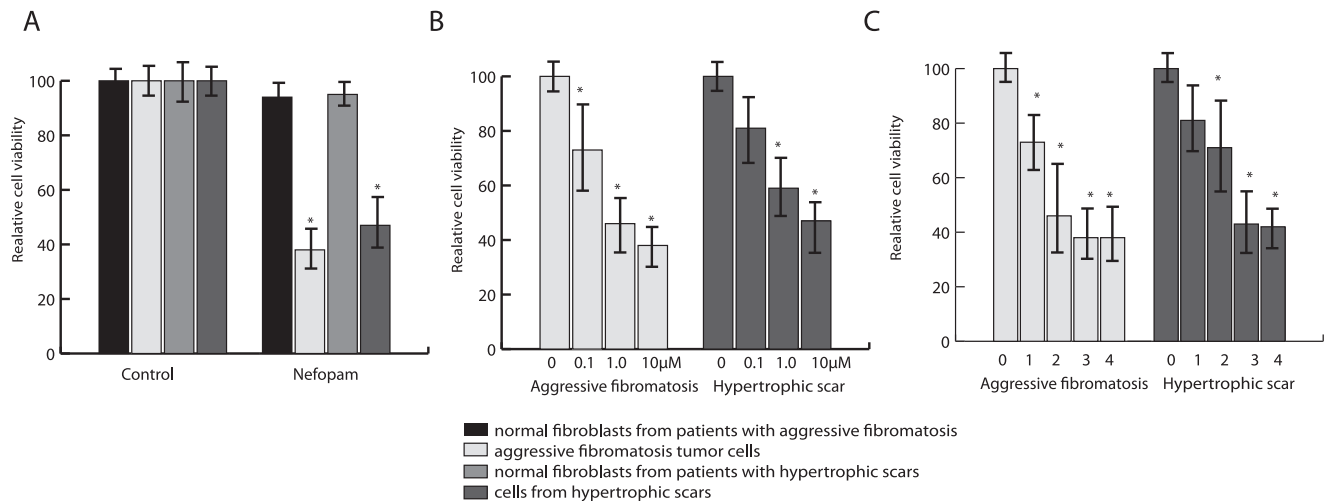 A
Realative cell viability
100
80
60
40
20
0
*
*
Control
Nefopam
B
Realative cell viability
100
80
60
40
20
0
*
*
*
*
*
0 0.1 1.0 10µM 0 0.1 1.0 10µM
Aggressive fibromatosis Hypertrophic scar
C
Realative cell viability
100
80
60
40
20
0
*
*
*
*
*
*
*
0 1 2 3 4 0 1 2 3 4
Aggressive fibromatosis Hypertrophic scar
normal fibroblasts from patients with aggressive fibromatosis
aggressive fibromatosis tumor cells
normal fibroblasts from patients with hypertrophic scars
cells from hypertrophic scars